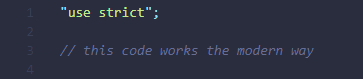 1 "use strict";
2
3 // this code works the modern way
4